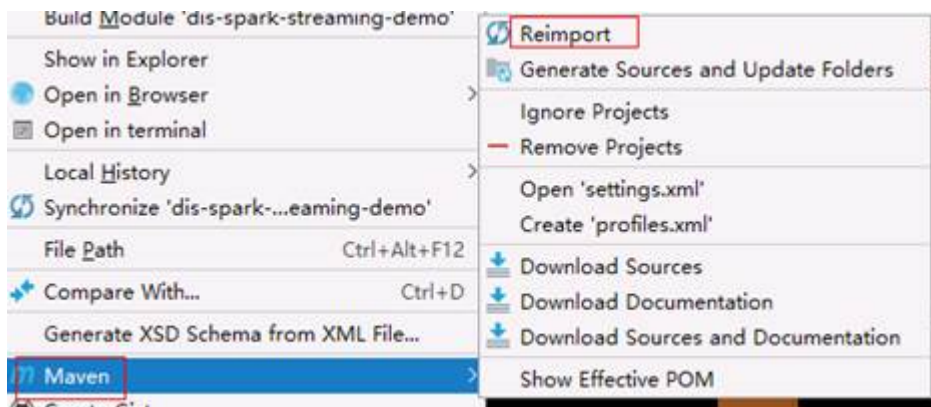 Build Module 'dis-spark-streaming-demo'
Show in Explorer
Open in Browser
Open in terminal
Local History
Synchronize 'dis-spark-...eaming-demo'
File Path Ctrl+Alt+F12
Compare With... Ctrl+D
Generate XSD Schema from XML File...
Maven
Reimport
Generate Sources and Update Folders
Ignore Projects
Remove Projects
Open 'settings.xml'
Create 'profiles.xml'
Download Sources
Download Documentation
Download Sources and Documentation
Show Effective POM